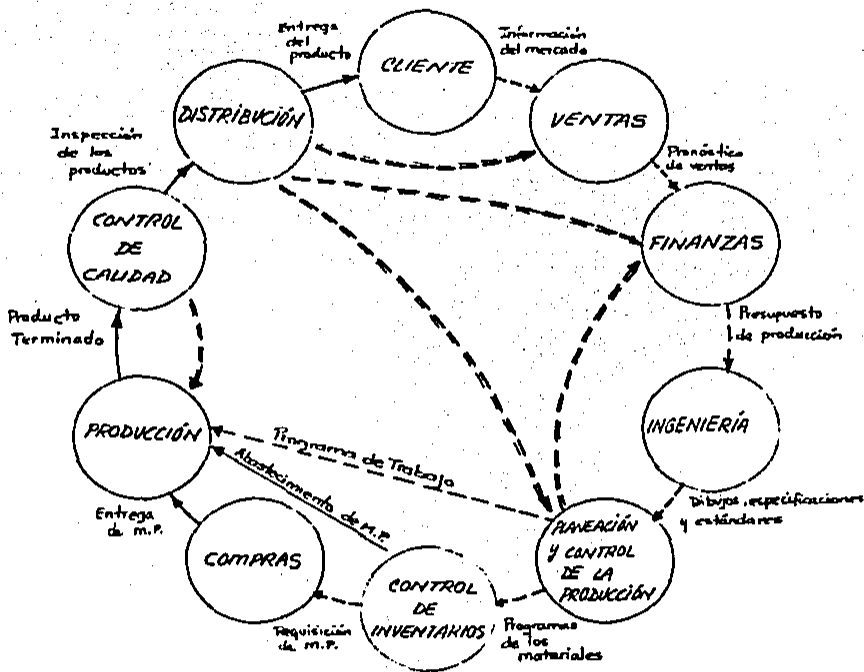 Entrega
del
producto
CLIENTE
Información
del mercado
DISTRIBUCIÓN
VENTAS
Inspección
de los
productos
Pronóstico
de ventas
CONTROL
DE
CALIDAD
FINANZAS
Producto
Terminado
Presupuesto
de producción
PRODUCCIÓN
INGENIERÍA
Programa de Trabajo
Abastecimiento de M.P.
Dibujos, especificaciones
y estándares
Entrega
de M.P.
COMPRAS
PLANEACIÓN
Y CONTROL
DE LA
PRODUCCIÓN
CONTROL
DE
INVENTARIOS
Requisición
de M.P.
Programas
de los
materiales